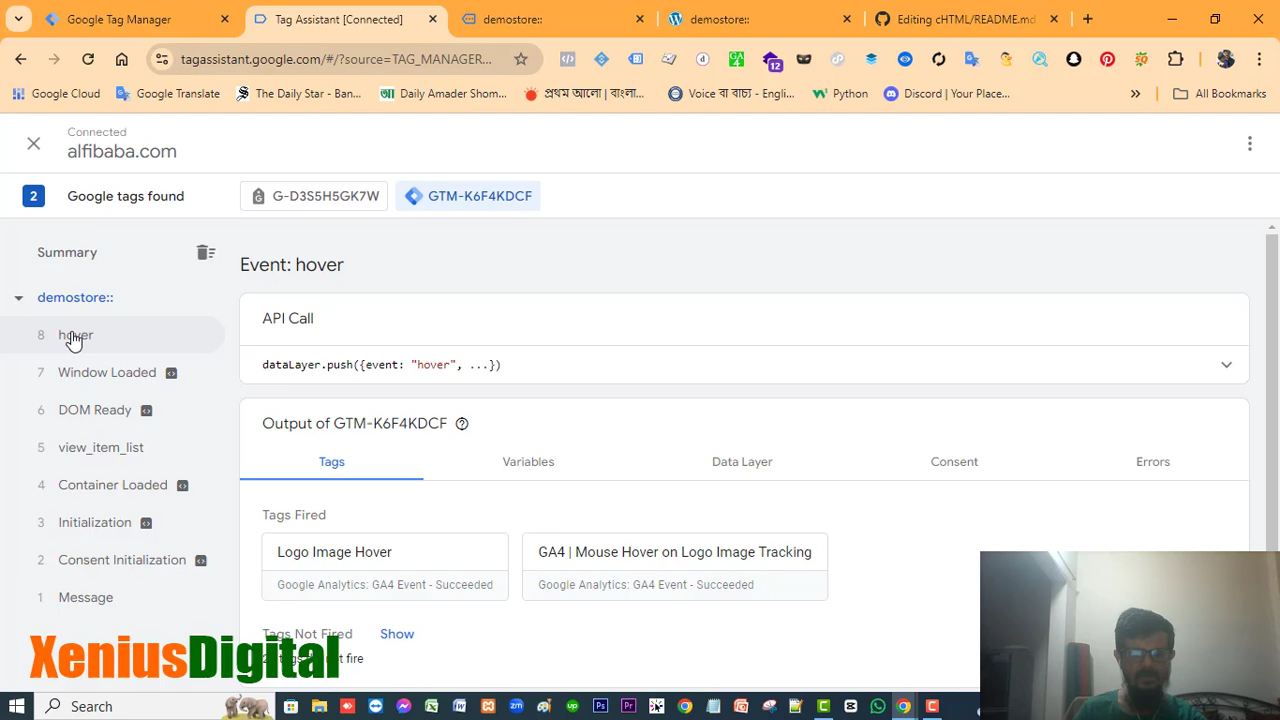 Google Tag Manager
Tag Assistant [Connected]
demostore::
demostore::
Editing cHTML/README.md
tagassistant.google.com/#/?source=TAG_MANAGER...
12
Google Cloud
Google Translate
The Daily Star - Ban...
Daily Amader Shom...
প্রথম আলো | বাংলা...
Voice বা বাচ্য - Engli...
Python
Discord | Your Place...
All Bookmarks
Connected
alfibaba.com
2 Google tags found
G-D3S5H5GK7W
GTM-K6F4KDCF
Summary
demostore::
8 hover
7 Window Loaded
6 DOM Ready
5 view_item_list
4 Container Loaded
3 Initialization
2 Consent Initialization
1 Message
Event: hover
API Call
dataLayer.push({event: "hover", ...})
Output of GTM-K6F4KDCF
Tags Variables Data Layer Consent Errors
Tags Fired
Logo Image Hover
Google Analytics: GA4 Event - Succeeded
GA4 | Mouse Hover on Logo Image Tracking
Google Analytics: GA4 Event - Succeeded
Tags Not Fired Show
fire
XeniusDigital
Search